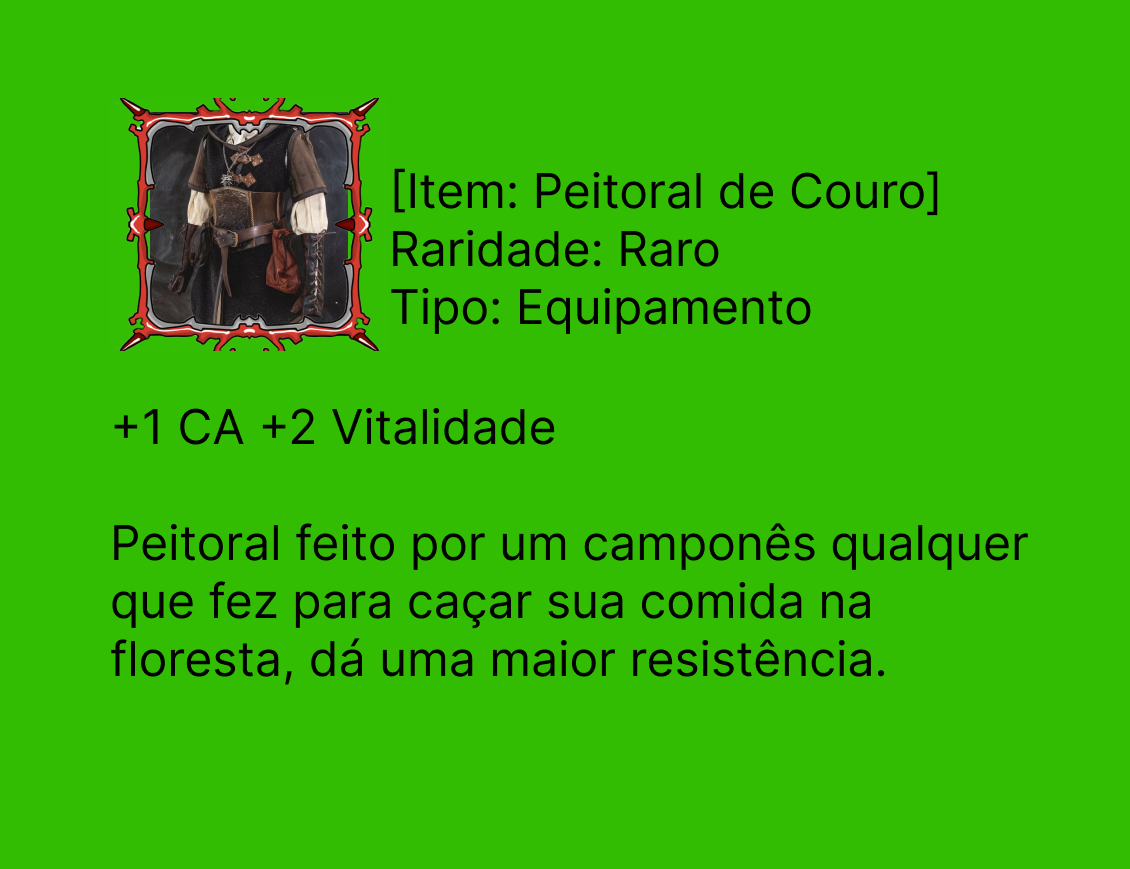 [Item: Peitoral de Couro]
Raridade: Raro
Tipo: Equipamento
+1 CA +2 Vitalidade
Peitoral feito por um camponês qualquer
que fez para caçar sua comida na
floresta, dá uma maior resistência.